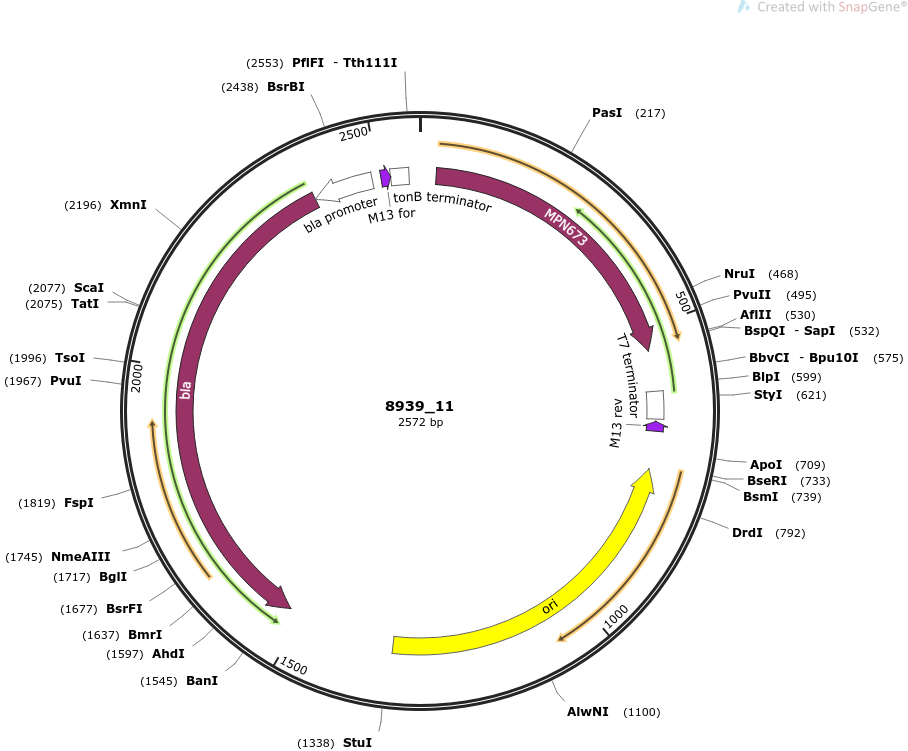 Created with SnapGene®
(2553) PflFI - Tth111I
(2438) BsrBI
PasI (217)
2500
(2196) XmnI
tonB terminator
bla promoter
M13 for
MPN673
NruI (468)
(2077) ScaI
PvuII (495)
(2075) TatI
500
AflII (530)
BspQI - SapI (532)
(1996) TsoI
BbvCI - Bpu10I (575)
(1967) PvuI
2000
T7 terminator
BlpI (599)
bla
StyI (621)
8939_11
2572 bp
M13 rev
ApoI (709)
BseRI (733)
BsmI (739)
(1819) FspI
DrdI (792)
(1745) NmeAIII
(1717) BglI
(1677) BsrFI
ori
1000
(1637) BmrI
(1597) AhdI
1500
(1545) BanI
AlwNI (1100)
(1338) StuI